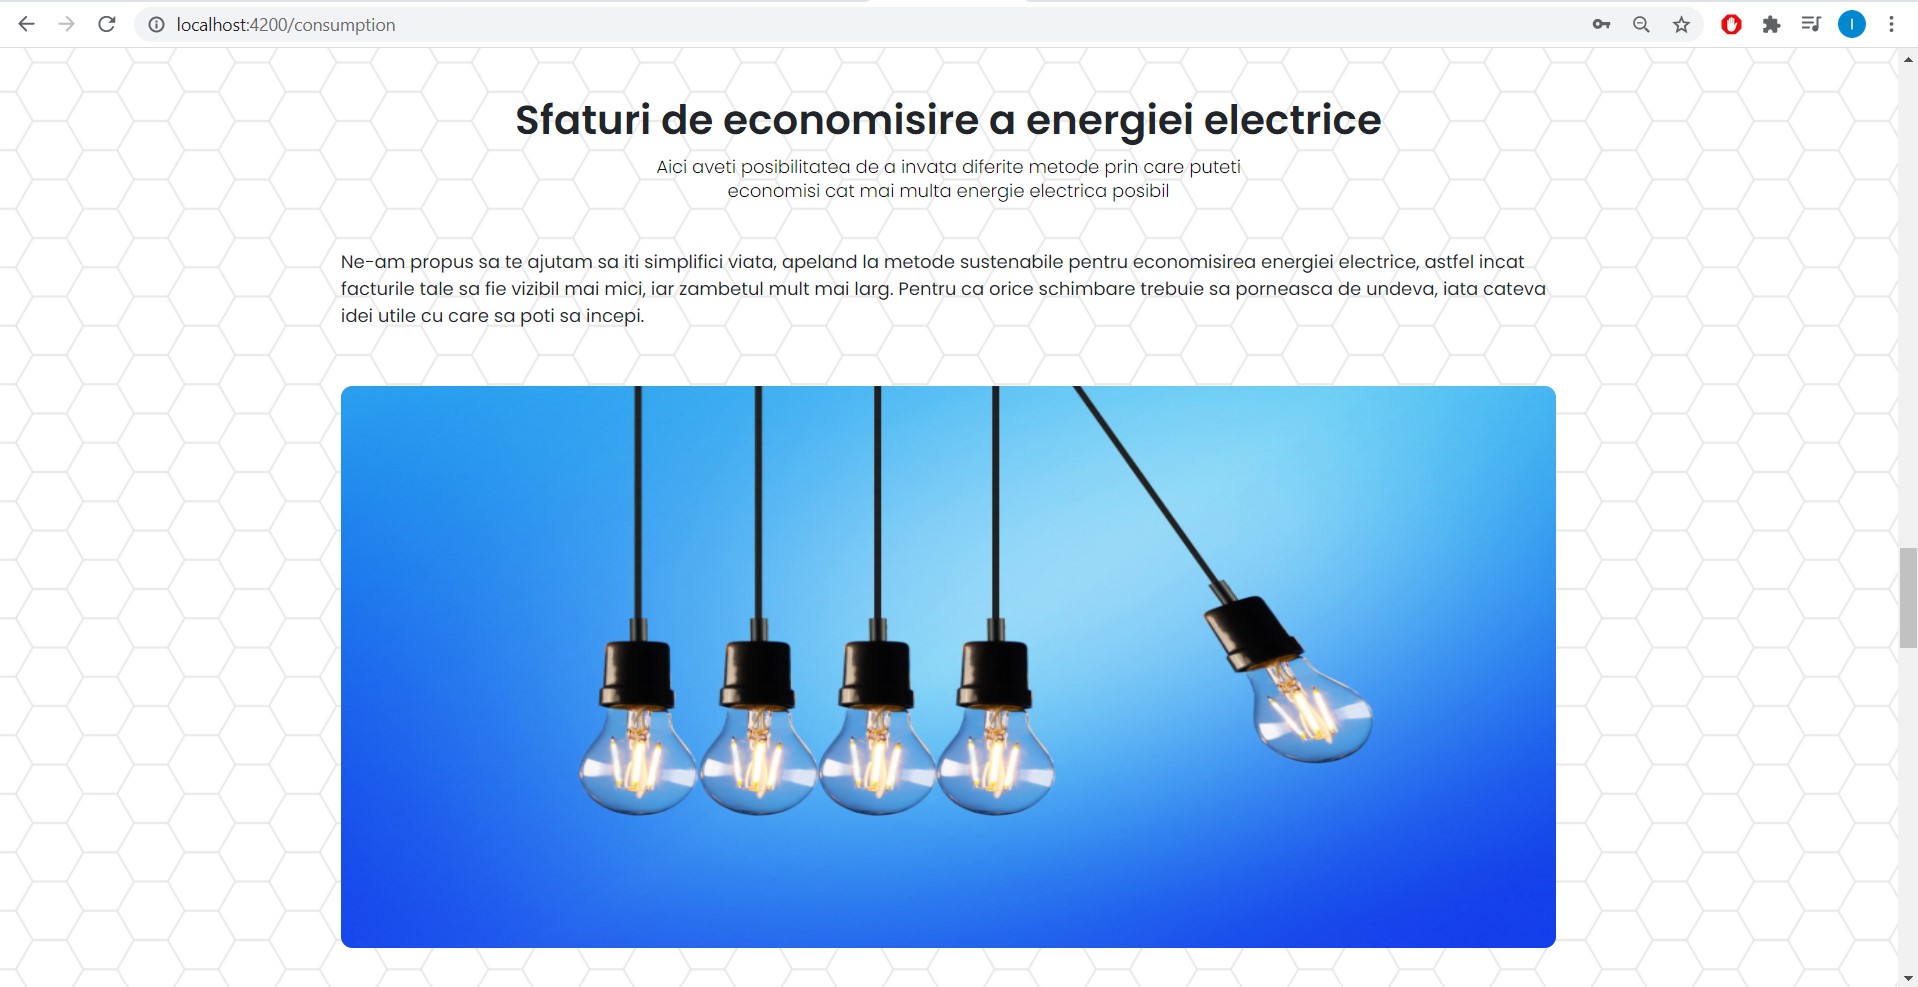 localhost:4200/consumption
I
Sfaturi de economisire a energiei electrice
Aici aveti posibilitatea de a invata diferite metode prin care puteti
economisi cat mai multa energie electrica posibil
Ne-am propus sa te ajutam sa iti simplifici viata, apeland la metode sustenabile pentru economisirea energiei electrice, astfel incat
facturile tale sa fie vizibil mai mici, iar zambetul mult mai larg. Pentru ca orice schimbare trebuie sa porneasca de undeva, iata cateva
idei utile cu care sa poti sa incepi.